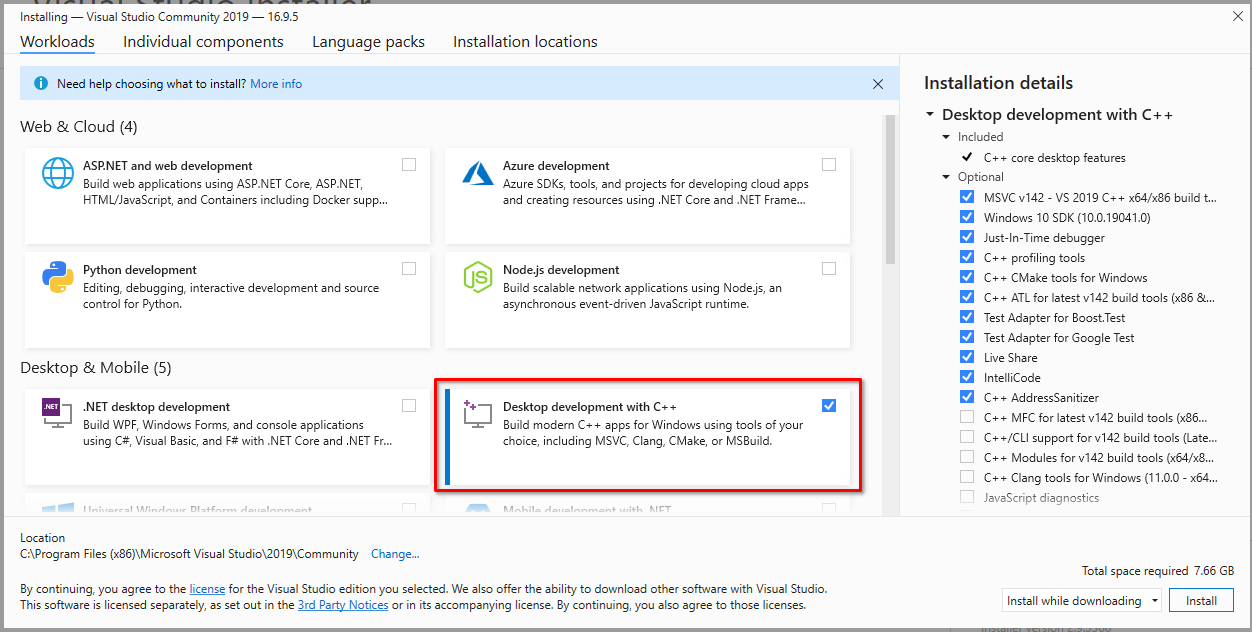 Visual Studio Installer
Installing — Visual Studio Community 2019 — 16.9.5
Workloads
Individual components
Language packs
Installation locations
Need help choosing what to install? More info
Web & Cloud (4)
ASP.NET and web development
Build web applications using ASP.NET Core, ASP.NET,
HTML/JavaScript, and Containers including Docker supp...
Azure development
Azure SDKs, tools, and projects for developing cloud apps
and creating resources using .NET Core and .NET Frame...
Python development
Editing, debugging, interactive development and source
control for Python.
Node.js development
Build scalable network applications using Node.js, an
asynchronous event-driven JavaScript runtime.
Desktop & Mobile (5)
.NET
.NET desktop development
Build WPF, Windows Forms, and console applications
using C#, Visual Basic, and F# with .NET Core and .NET Fr...
Desktop development with C++
Build modern C++ apps for Windows using tools of your
choice, including MSVC, Clang, CMake, or MSBuild.
Universal Windows Platform development
Mobile development with .NET
Installation details
Desktop development with C++
Included
C++ core desktop features
Optional
MSVC v142 - VS 2019 C++ x64/x86 build t...
Windows 10 SDK (10.0.19041.0)
Just-In-Time debugger
C++ profiling tools
C++ CMake tools for Windows
C++ ATL for latest v142 build tools (x86 &...
Test Adapter for Boost.Test
Test Adapter for Google Test
Live Share
IntelliCode
C++ AddressSanitizer
C++ MFC for latest v142 build tools (x86...
C++/CLI support for v142 build tools (Late...
C++ Modules for v142 build tools (x64/x8...
C++ Clang tools for Windows (11.0.0 - x64...
JavaScript diagnostics
Location
C:\Program Files (x86)\Microsoft Visual Studio\2019\Community Change...
By continuing, you agree to the license for the Visual Studio edition you selected. We also offer the ability to download other software with Visual Studio.
This software is licensed separately, as set out in the 3rd Party Notices or in its accompanying license. By continuing, you also agree to those licenses.
Total space required 7.66 GB
Install while downloading
Install